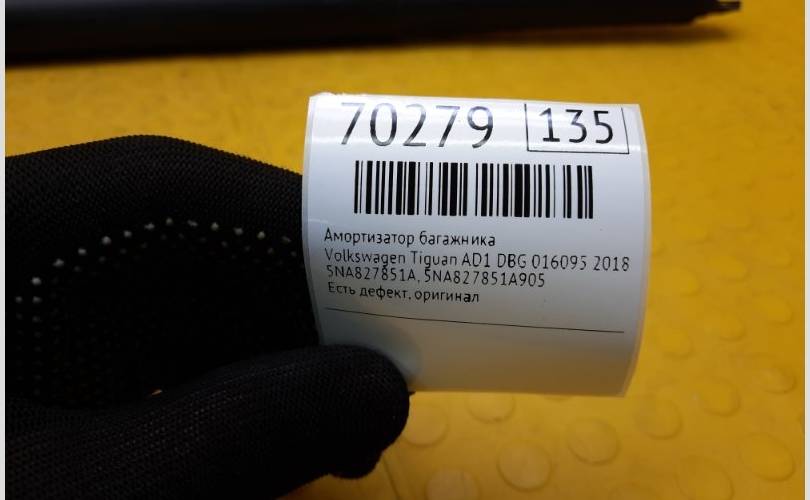 70279 135
Амортизатор багажника
Volkswagen Tiguan AD1 DBG 016095 2018
5NA827851A, 5NA827851A905
Есть дефект, оригинал